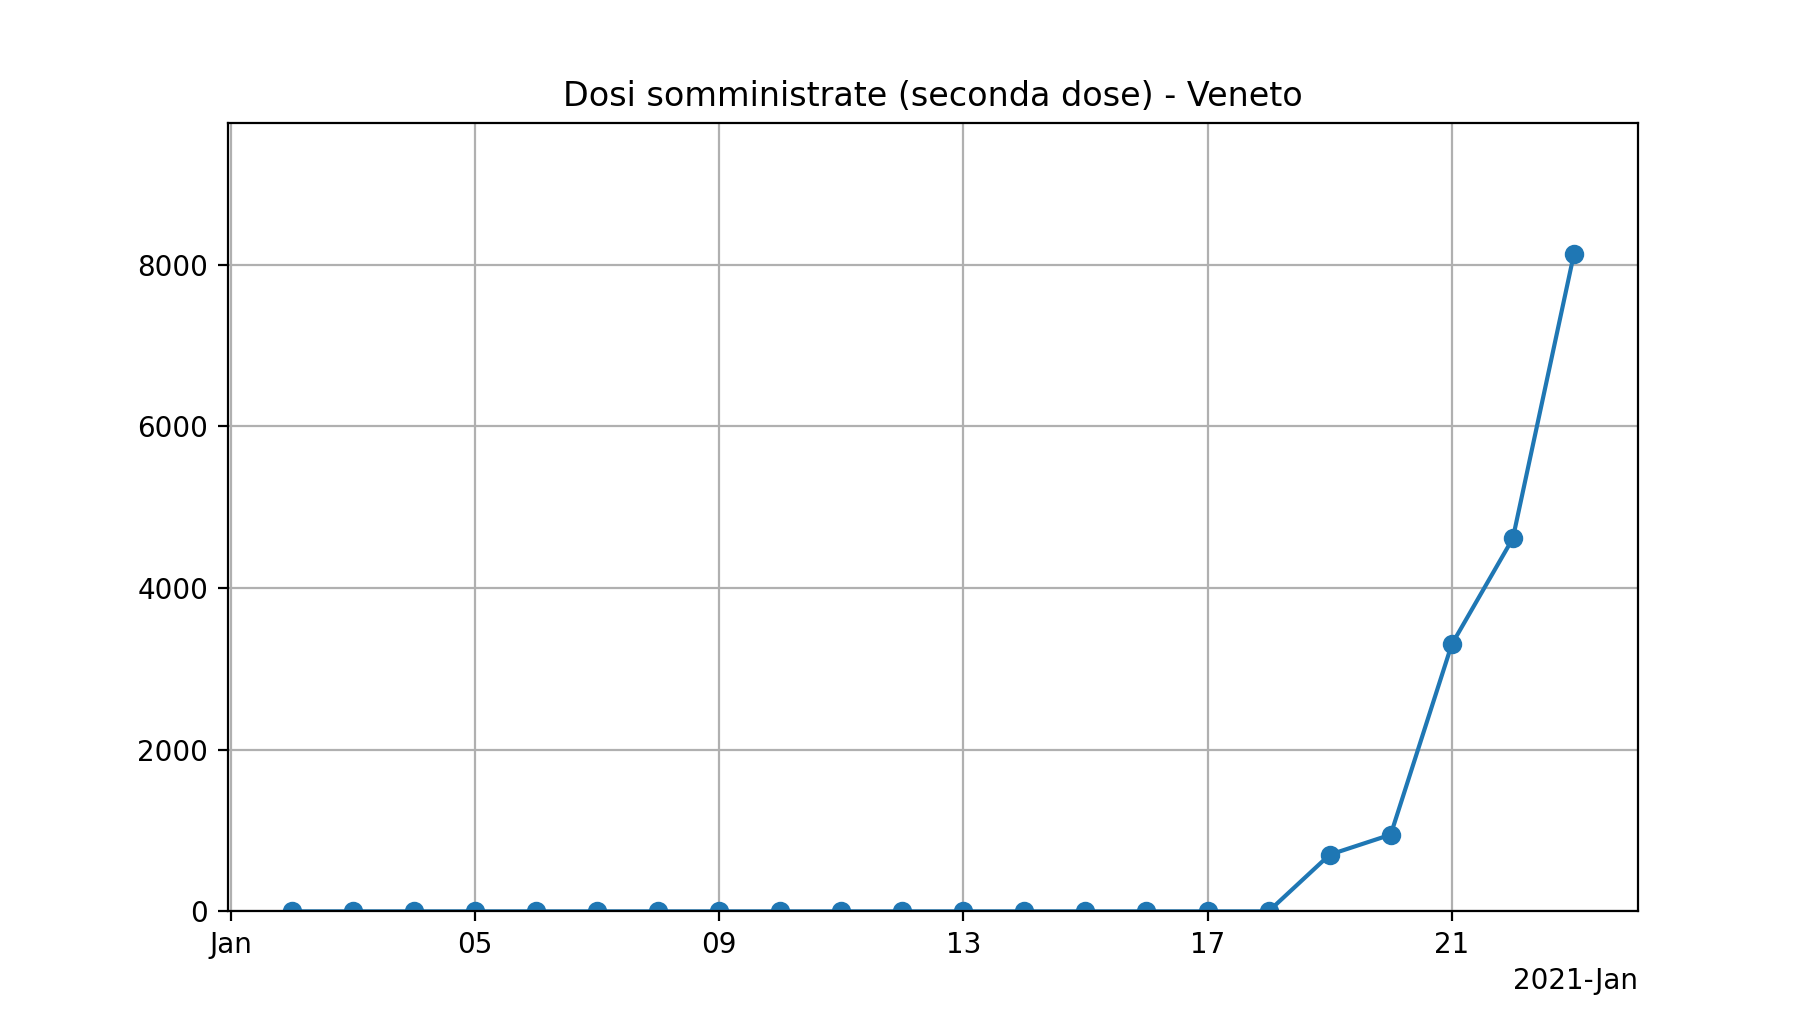 Dosi somministrate (seconda dose) - Veneto
8000
6000
4000
2000
0
Jan 05 09 13 17 21
2021-Jan